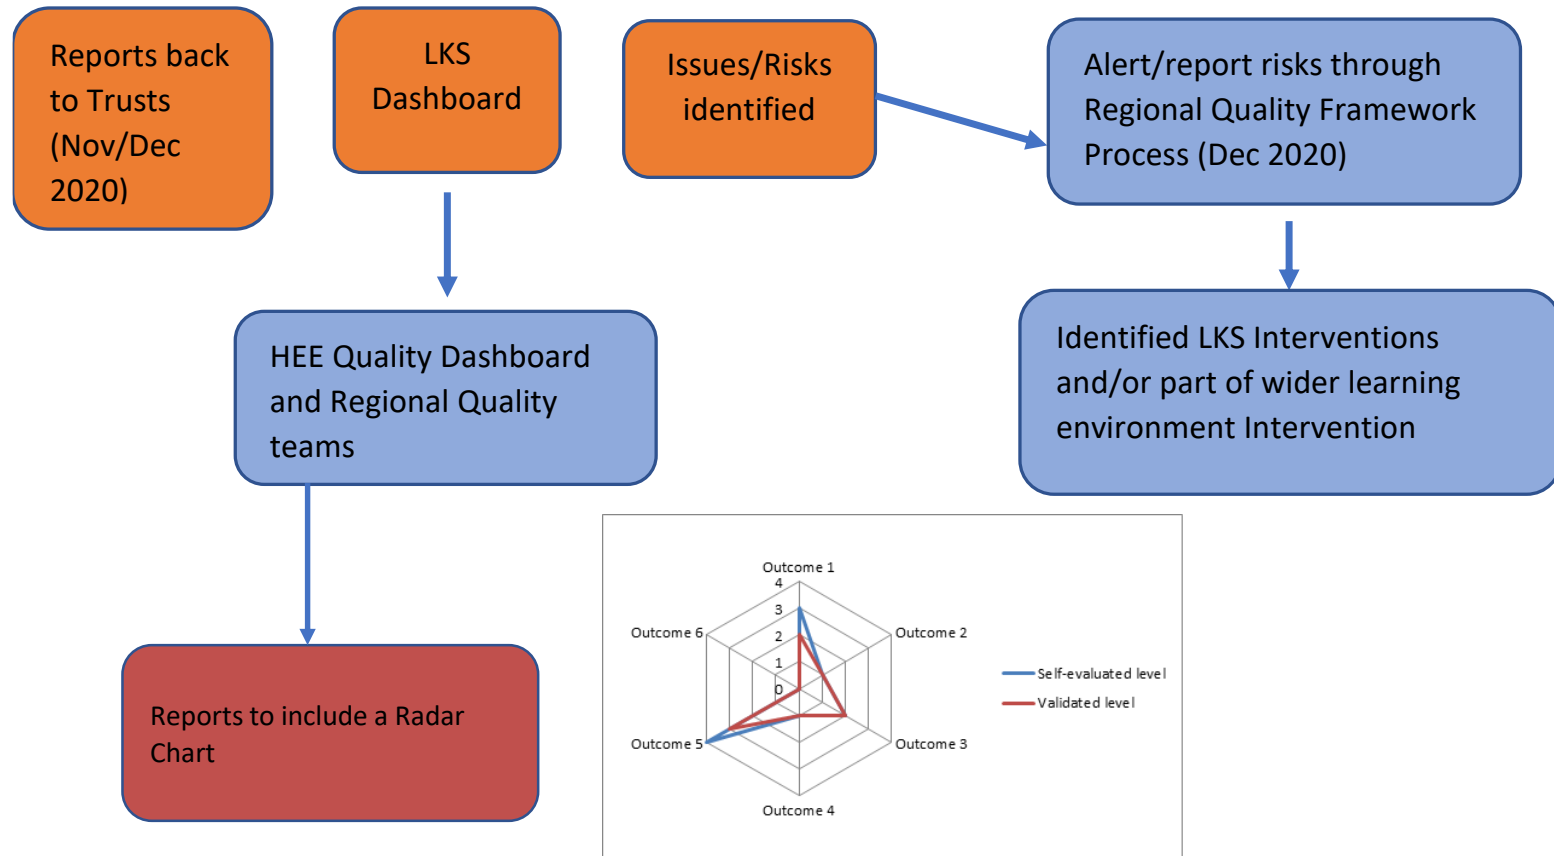 Reports back
to Trusts
(Nov/Dec
2020)
LKS
Dashboard
Issues/Risks
identified
Alert/report risks through
Regional Quality Framework
Process (Dec 2020)
HEE Quality Dashboard
and Regional Quality
teams
Identified LKS Interventions
and/or part of wider learning
environment Intervention
Reports to include a Radar
Chart
Outcome 1
4
3
2
1
0
Outcome 2
Outcome 3
Outcome 4
Outcome 5
Outcome 6
Self-evaluated level
Validated level